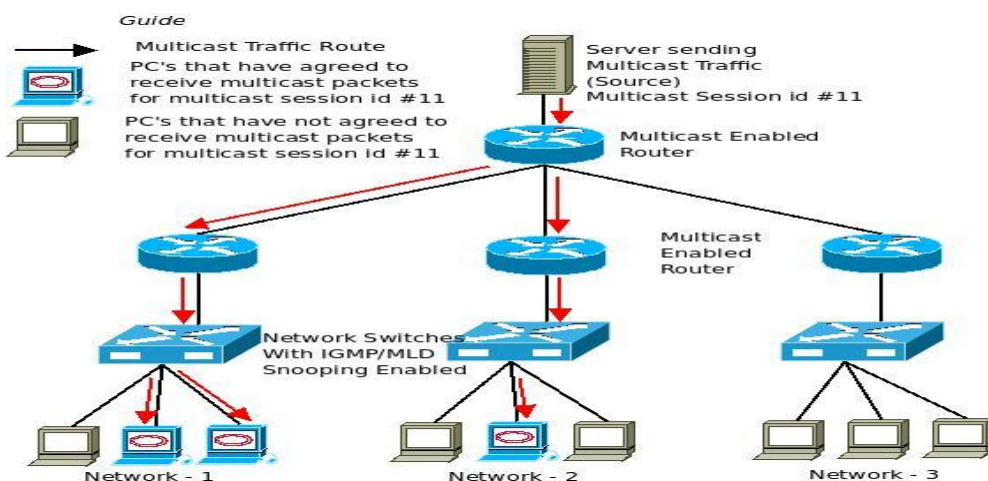 Guide
Multicast Traffic Route
PC's that have agreed to
receive multicast packets
for multicast session id #11
PC's that have not agreed to
receive multicast packets
for multicast session id #11
Server sending
Multicast Traffic
(Source)
Multicast Session id #11
Multicast Enabled
Router
Multicast
Enabled
Router
Network Switches
With IGMP/MLD
Snooping Enabled
Network - 1
Network - 2
Network - 3